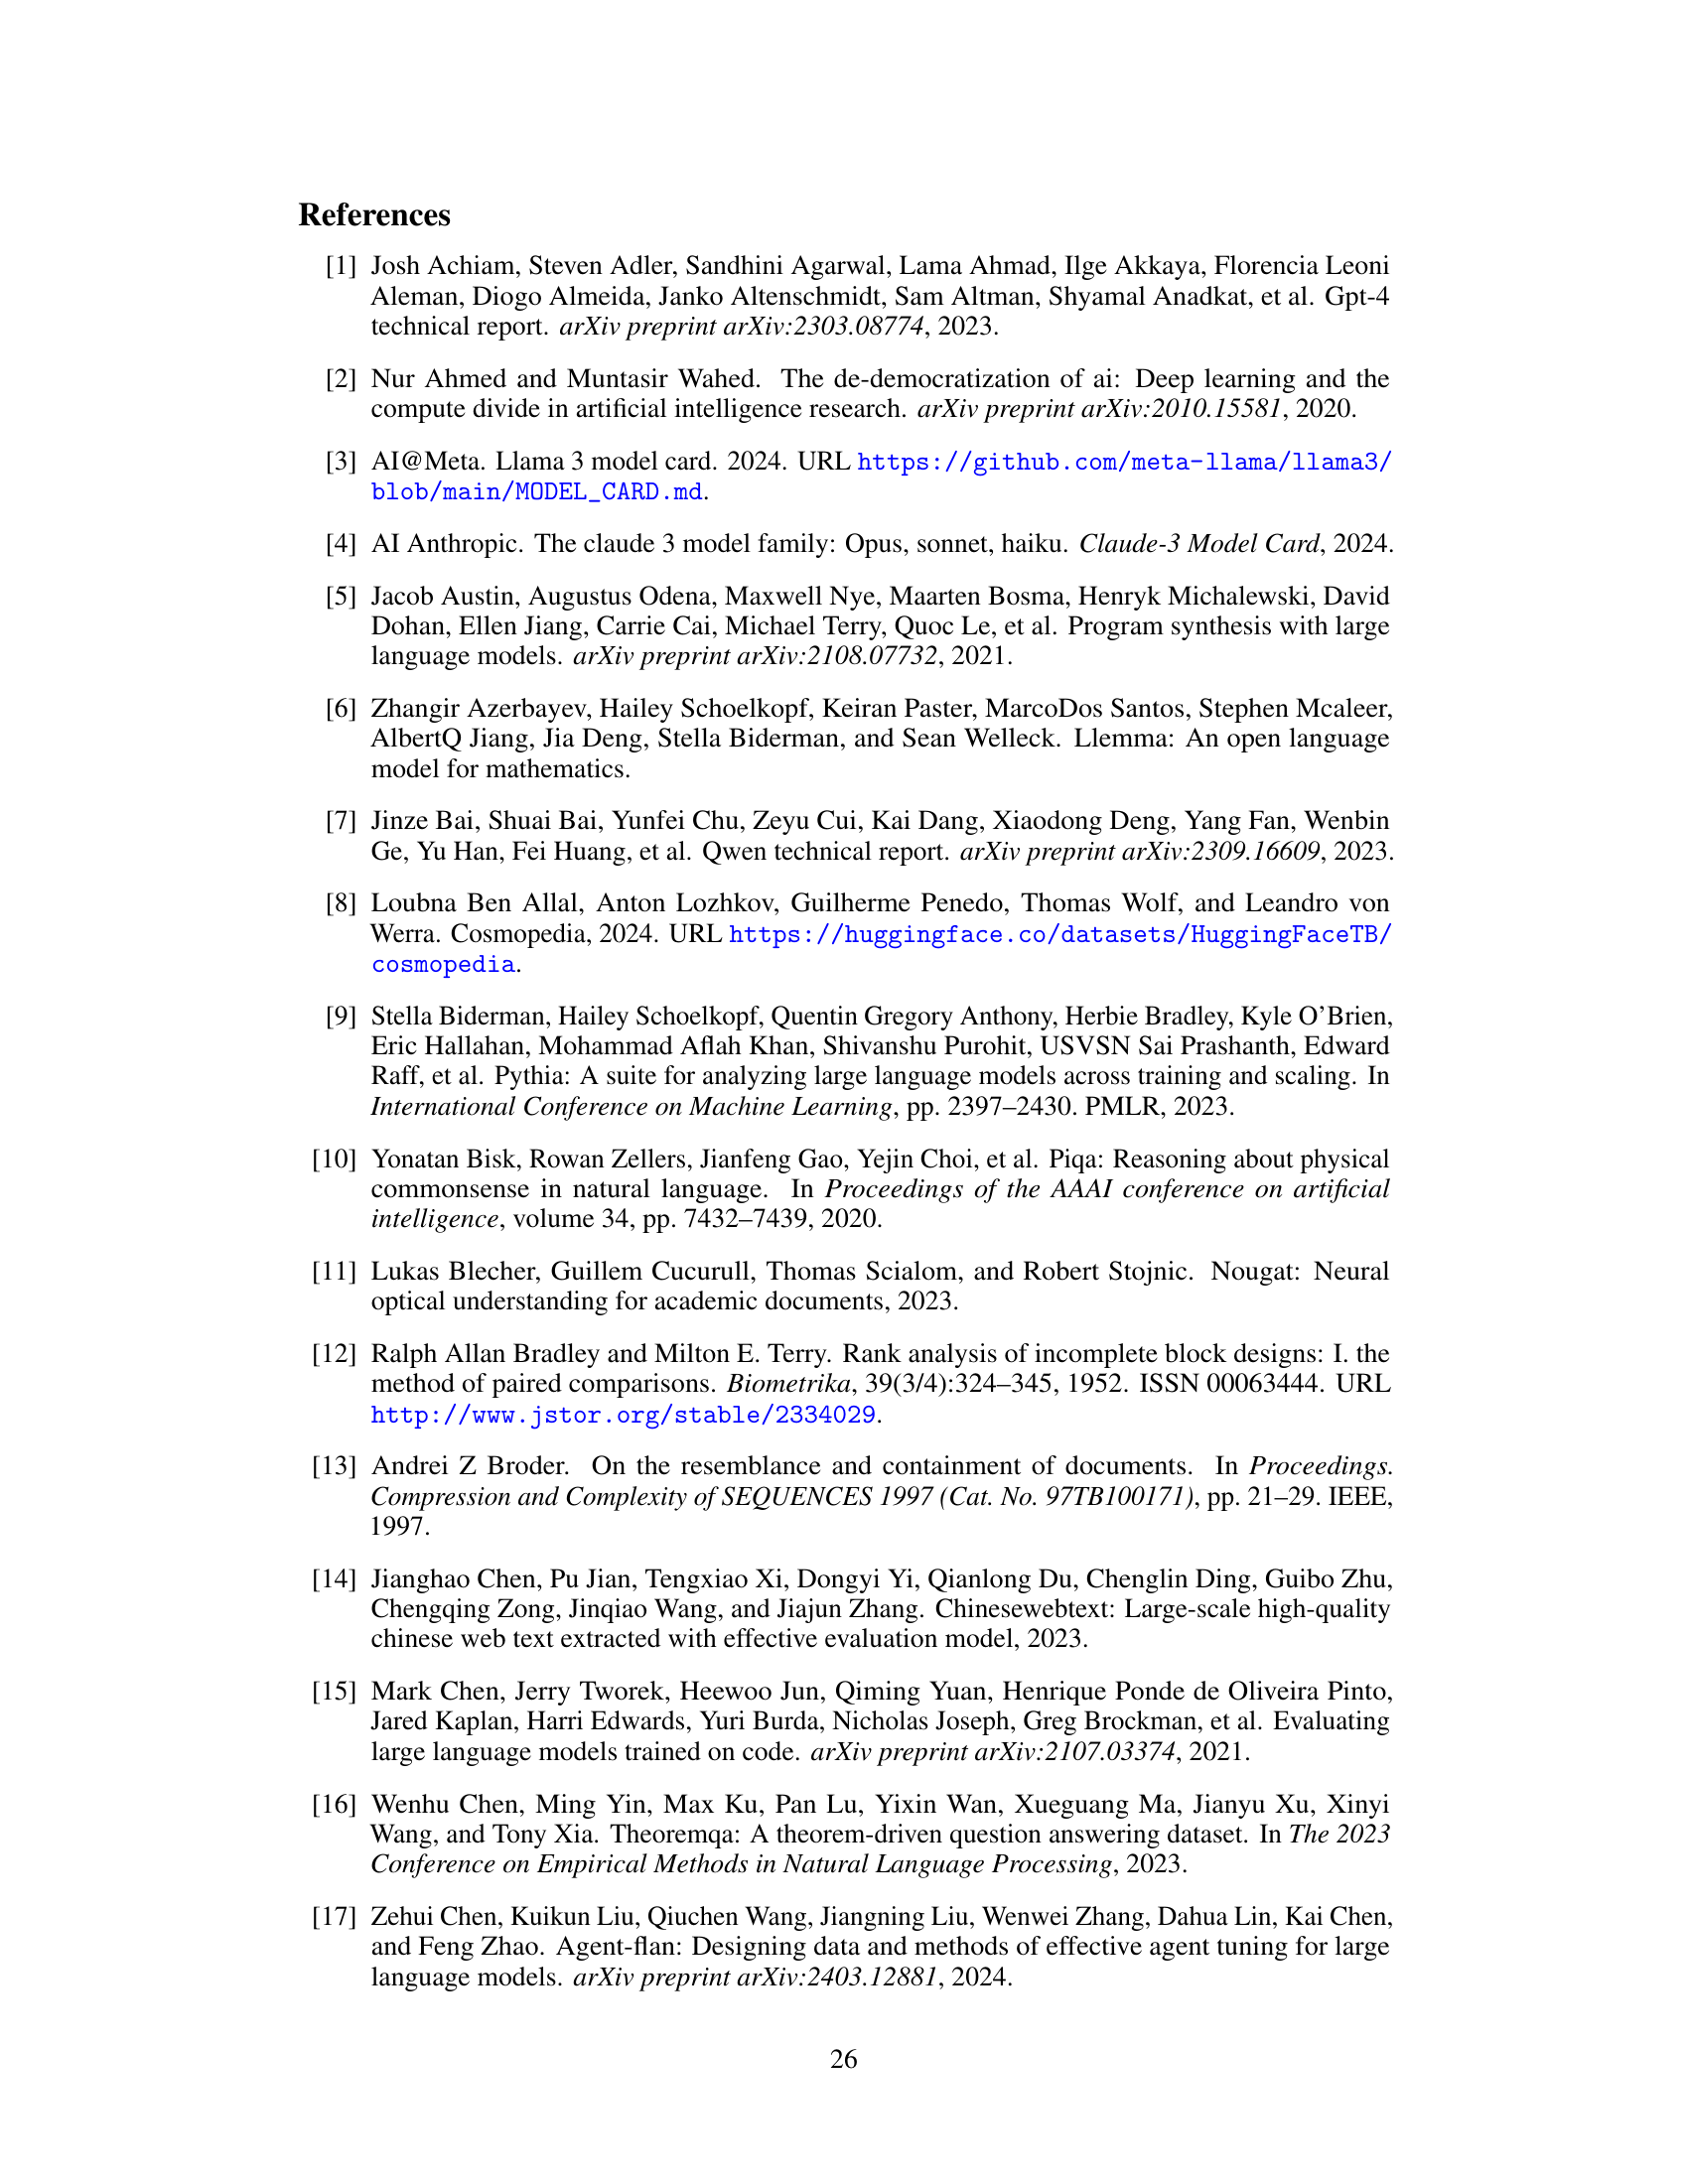 References
[1] Josh Achiam, Steven Adler, Sandhini Agarwal, Lama Ahmad, Ilge Akkaya, Florencia Leoni
Aleman, Diogo Almeida, Janko Altenschmidt, Sam Altman, Shyamal Anadkat, et al. Gpt-4
technical report. arXiv preprint arXiv:2303.08774, 2023.
[2] Nur Ahmed and Muntasir Wahed. The de-democratization of ai: Deep learning and the
compute divide in artificial intelligence research. arXiv preprint arXiv:2010.15581, 2020.
[3] AI@Meta. Llama 3 model card. 2024. URL https://github.com/meta-llama/llama3/
blob/main/MODEL_CARD.md.
[4] AI Anthropic. The claude 3 model family: Opus, sonnet, haiku. Claude-3 Model Card, 2024.
[5] Jacob Austin, Augustus Odena, Maxwell Nye, Maarten Bosma, Henryk Michalewski, David
Dohan, Ellen Jiang, Carrie Cai, Michael Terry, Quoc Le, et al. Program synthesis with large
language models. arXiv preprint arXiv:2108.07732, 2021.
[6] Zhangir Azerbayev, Hailey Schoelkopf, Keiran Paster, MarcoDos Santos, Stephen Mcaleer,
AlbertQ Jiang, Jia Deng, Stella Biderman, and Sean Welleck. Llemma: An open language
model for mathematics.
[7] Jinze Bai, Shuai Bai, Yunfei Chu, Zeyu Cui, Kai Dang, Xiaodong Deng, Yang Fan, Wenbin
Ge, Yu Han, Fei Huang, et al. Qwen technical report. arXiv preprint arXiv:2309.16609, 2023.
[8] Loubna Ben Allal, Anton Lozhkov, Guilherme Penedo, Thomas Wolf, and Leandro von
Werra. Cosmopedia, 2024. URL https://huggingface.co/datasets/HuggingFaceTB/
cosmopedia.
[9] Stella Biderman, Hailey Schoelkopf, Quentin Gregory Anthony, Herbie Bradley, Kyle O’Brien,
Eric Hallahan, Mohammad Aflah Khan, Shivanshu Purohit, USVSN Sai Prashanth, Edward
Raff, et al. Pythia: A suite for analyzing large language models across training and scaling. In
International Conference on Machine Learning, pp. 2397–2430. PMLR, 2023.
[10] Yonatan Bisk, Rowan Zellers, Jianfeng Gao, Yejin Choi, et al. Piqa: Reasoning about physical
commonsense in natural language. In Proceedings of the AAAI conference on artificial
intelligence, volume 34, pp. 7432–7439, 2020.
[11] Lukas Blecher, Guillem Cucurull, Thomas Scialom, and Robert Stojnic. Nougat: Neural
optical understanding for academic documents, 2023.
[12] Ralph Allan Bradley and Milton E. Terry. Rank analysis of incomplete block designs: I. the
method of paired comparisons. Biometrika, 39(3/4):324–345, 1952. ISSN 00063444. URL
http://www.jstor.org/stable/2334029.
[13] Andrei Z Broder. On the resemblance and containment of documents. In Proceedings.
Compression and Complexity of SEQUENCES 1997 (Cat. No. 97TB100171), pp. 21–29. IEEE,
1997.
[14] Jianghao Chen, Pu Jian, Tengxiao Xi, Dongyi Yi, Qianlong Du, Chenglin Ding, Guibo Zhu,
Chengqing Zong, Jinqiao Wang, and Jiajun Zhang. Chinesewebtext: Large-scale high-quality
chinese web text extracted with effective evaluation model, 2023.
[15] Mark Chen, Jerry Tworek, Heewoo Jun, Qiming Yuan, Henrique Ponde de Oliveira Pinto,
Jared Kaplan, Harri Edwards, Yuri Burda, Nicholas Joseph, Greg Brockman, et al. Evaluating
large language models trained on code. arXiv preprint arXiv:2107.03374, 2021.
[16] Wenhu Chen, Ming Yin, Max Ku, Pan Lu, Yixin Wan, Xueguang Ma, Jianyu Xu, Xinyi
Wang, and Tony Xia. Theoremqa: A theorem-driven question answering dataset. In The 2023
Conference on Empirical Methods in Natural Language Processing, 2023.
[17] Zehui Chen, Kuikun Liu, Qiuchen Wang, Jiangning Liu, Wenwei Zhang, Dahua Lin, Kai Chen,
and Feng Zhao. Agent-flan: Designing data and methods of effective agent tuning for large
language models. arXiv preprint arXiv:2403.12881, 2024.
26